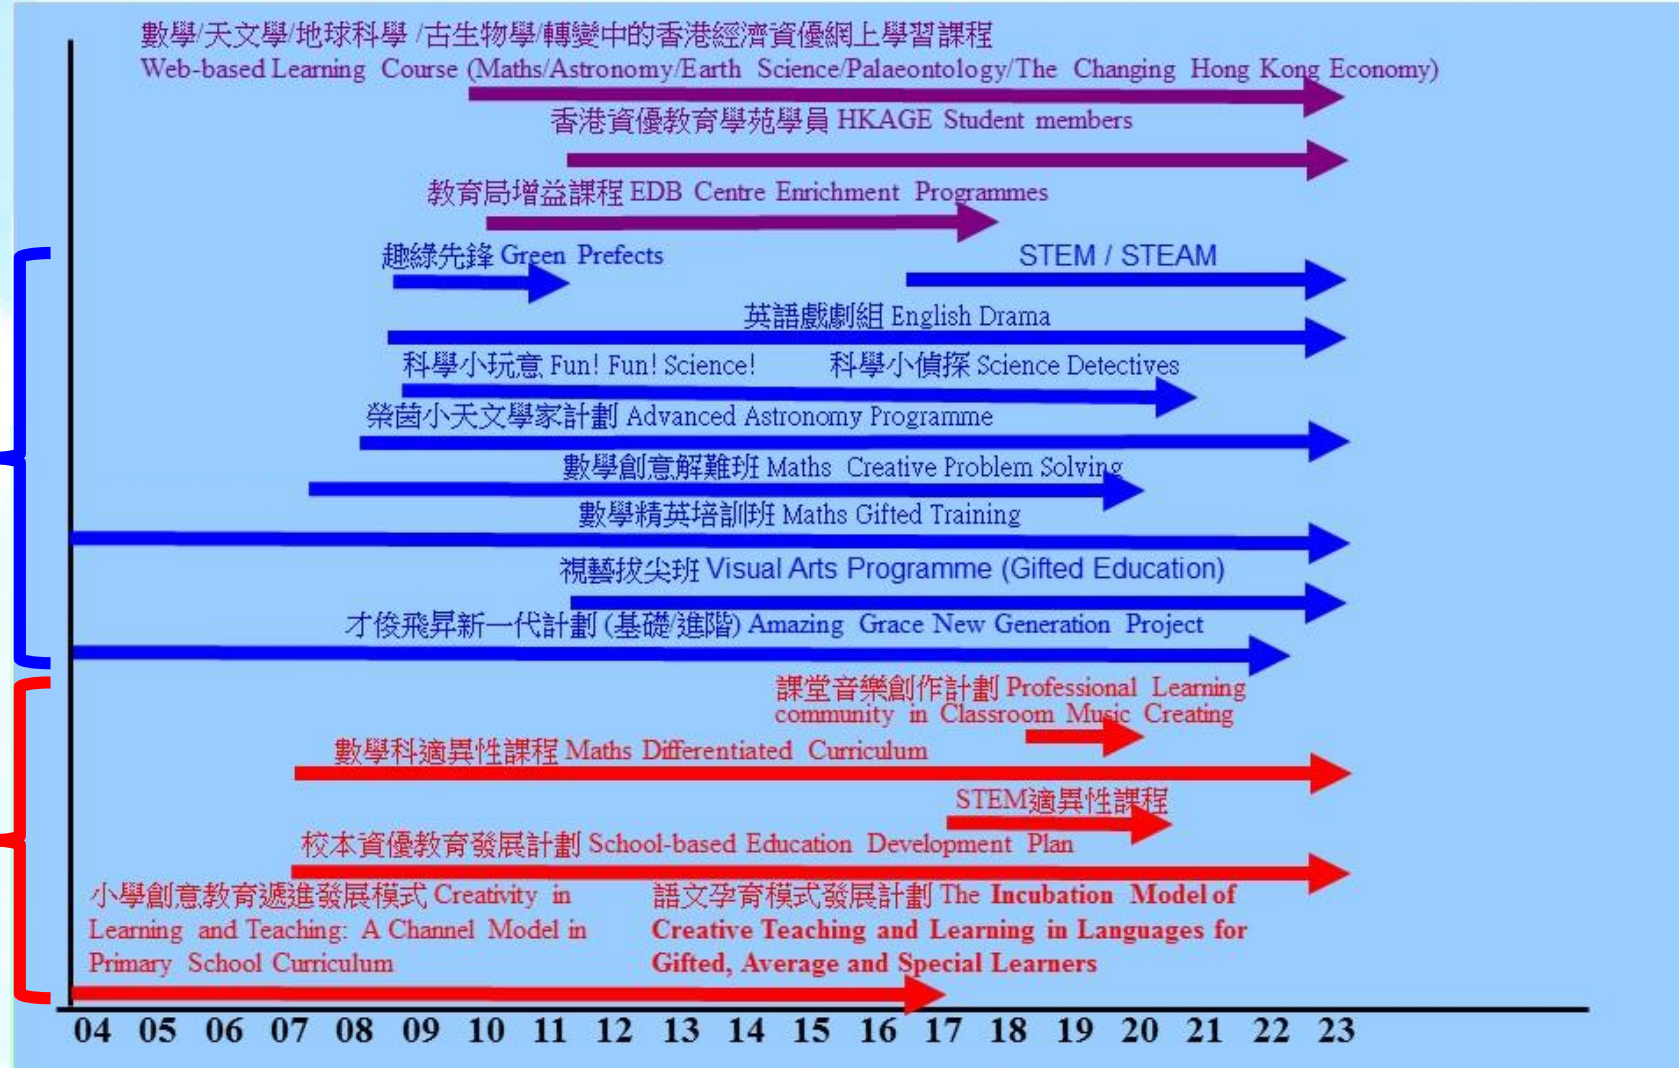 數學/天文學/地球科學 /古生物學/轉變中的香港經濟資優網上學習課程
Web-based Learning Course (Maths/Astronomy/Earth Science/Palaeontology/The Changing Hong Kong Economy)
香港資優教育學苑學員 HKAGE Student members
教育局增益課程 EDB Centre Enrichment Programmes
趣綠先鋒 Green Prefects
STEM / STEAM
英語戲劇組 English Drama
科學小玩意 Fun! Fun! Science!
科學小偵探 Science Detectives
榮茵小天文學家計劃 Advanced Astronomy Programme
數學創意解難班 Maths Creative Problem Solving
數學精英培訓班 Maths Gifted Training
視藝拔尖班 Visual Arts Programme (Gifted Education)
才俊飛昇新一代計劃 (基礎/進階) Amazing Grace New Generation Project
課堂音樂創作計劃 Professional Learning
community in Classroom Music Creating
數學科適異性課程 Maths Differentiated Curriculum
STEM適異性課程
校本資優教育發展計劃 School-based Education Development Plan
小學創意教育遞進發展模式 Creativity in
Learning and Teaching: A Channel Model in
Primary School Curriculum
語文孕育模式發展計劃 The Incubation Model of
Creative Teaching and Learning in Languages for
Gifted, Average and Special Learners
04 05 06 07 08 09 10 11 12 13 14 15 16 17 18 19 20 21 22 23